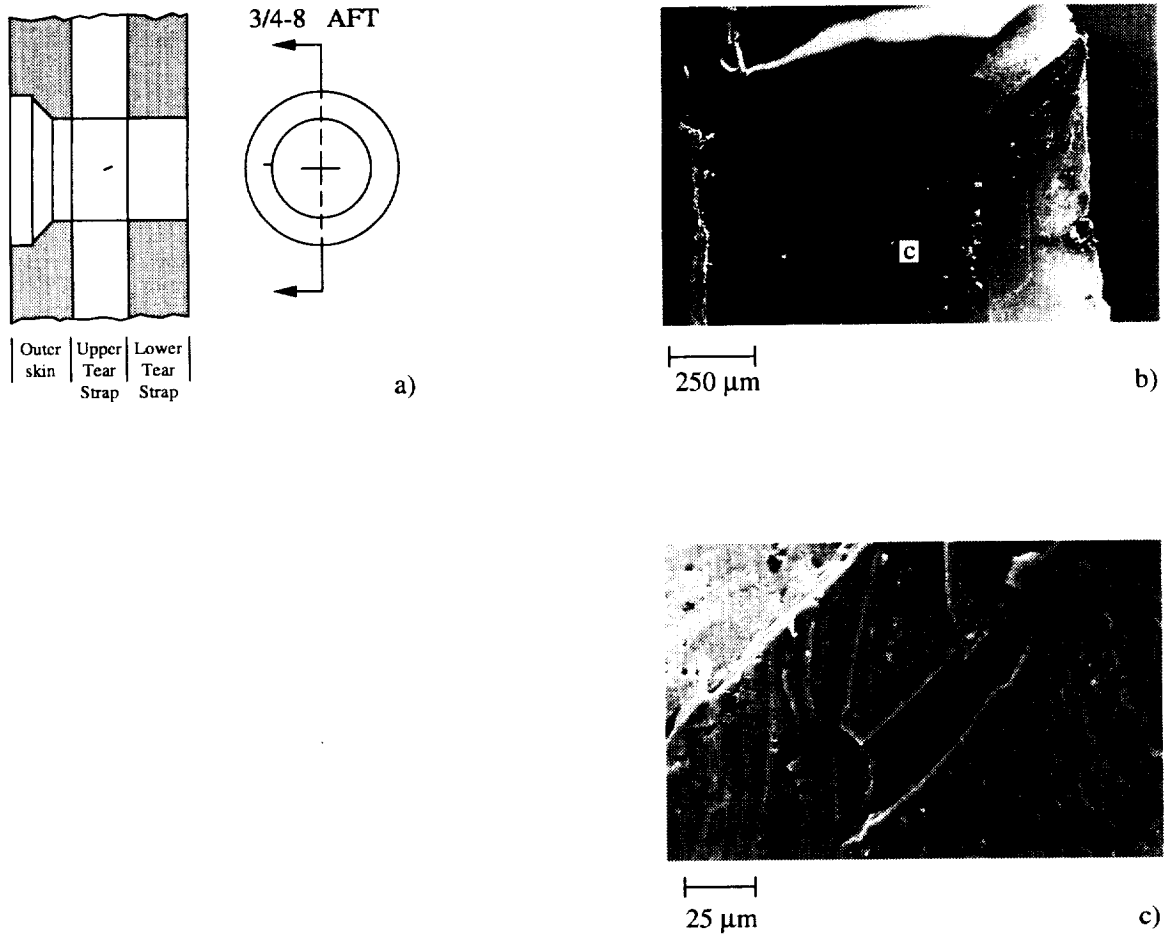 3/4-8 AFT
Outer skin
Upper Tear Strap
Lower Tear Strap
a)
c
250 μm
b)
25 μm
c)